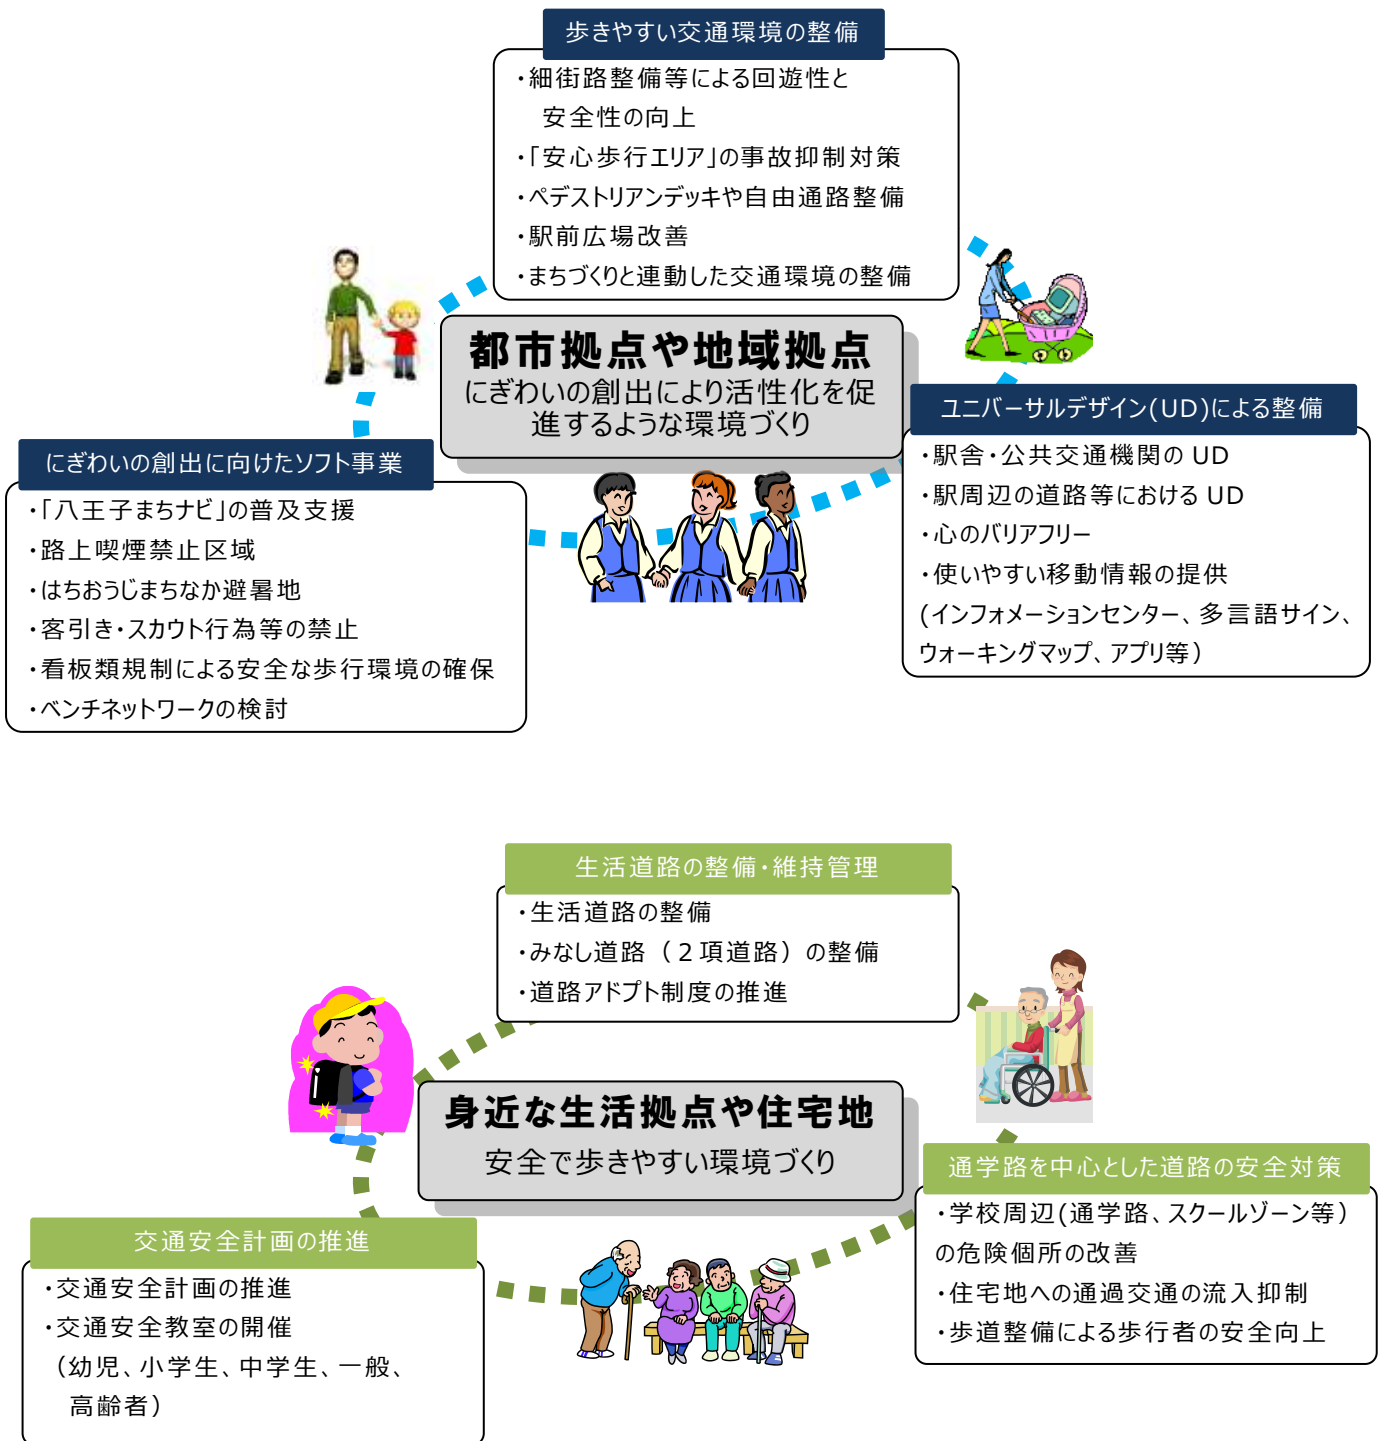 歩きやすい交通環境の整備
・細街路整備等による回遊性と
安全性の向上
・「安心歩行エリア」の事故抑制対策
・ペデストリアンデッキや自由通路整備
・駅前広場改善
・まちづくりと連動した交通環境の整備
都市拠点や地域拠点
にぎわいの創出により活性化を促
進するような環境づくり
ユニバーサルデザイン(UD)による整備
・駅舎・公共交通機関の UD
・駅周辺の道路等における UD
・心のバリアフリー
・使いやすい移動情報の提供
(インフォメーションセンター、多言語サイン、
ウォーキングマップ、アプリ等)
にぎわいの創出に向けたソフト事業
・「八王子まちナビ」の普及支援
・路上喫煙禁止区域
・はちおうじまちなか避暑地
・客引き・スカウト行為等の禁止
・看板類規制による安全な歩行環境の確保
・ベンチネットワークの検討
生活道路の整備・維持管理
・生活道路の整備
・みなし道路（２項道路）の整備
・道路アドプト制度の推進
身近な生活拠点や住宅地
安全で歩きやすい環境づくり
通学路を中心とした道路の安全対策
・学校周辺(通学路、スクールゾーン等)
の危険個所の改善
・住宅地への通過交通の流入抑制
・歩道整備による歩行者の安全向上
交通安全計画の推進
・交通安全計画の推進
・交通安全教室の開催
（幼児、小学生、中学生、一般、
高齢者）